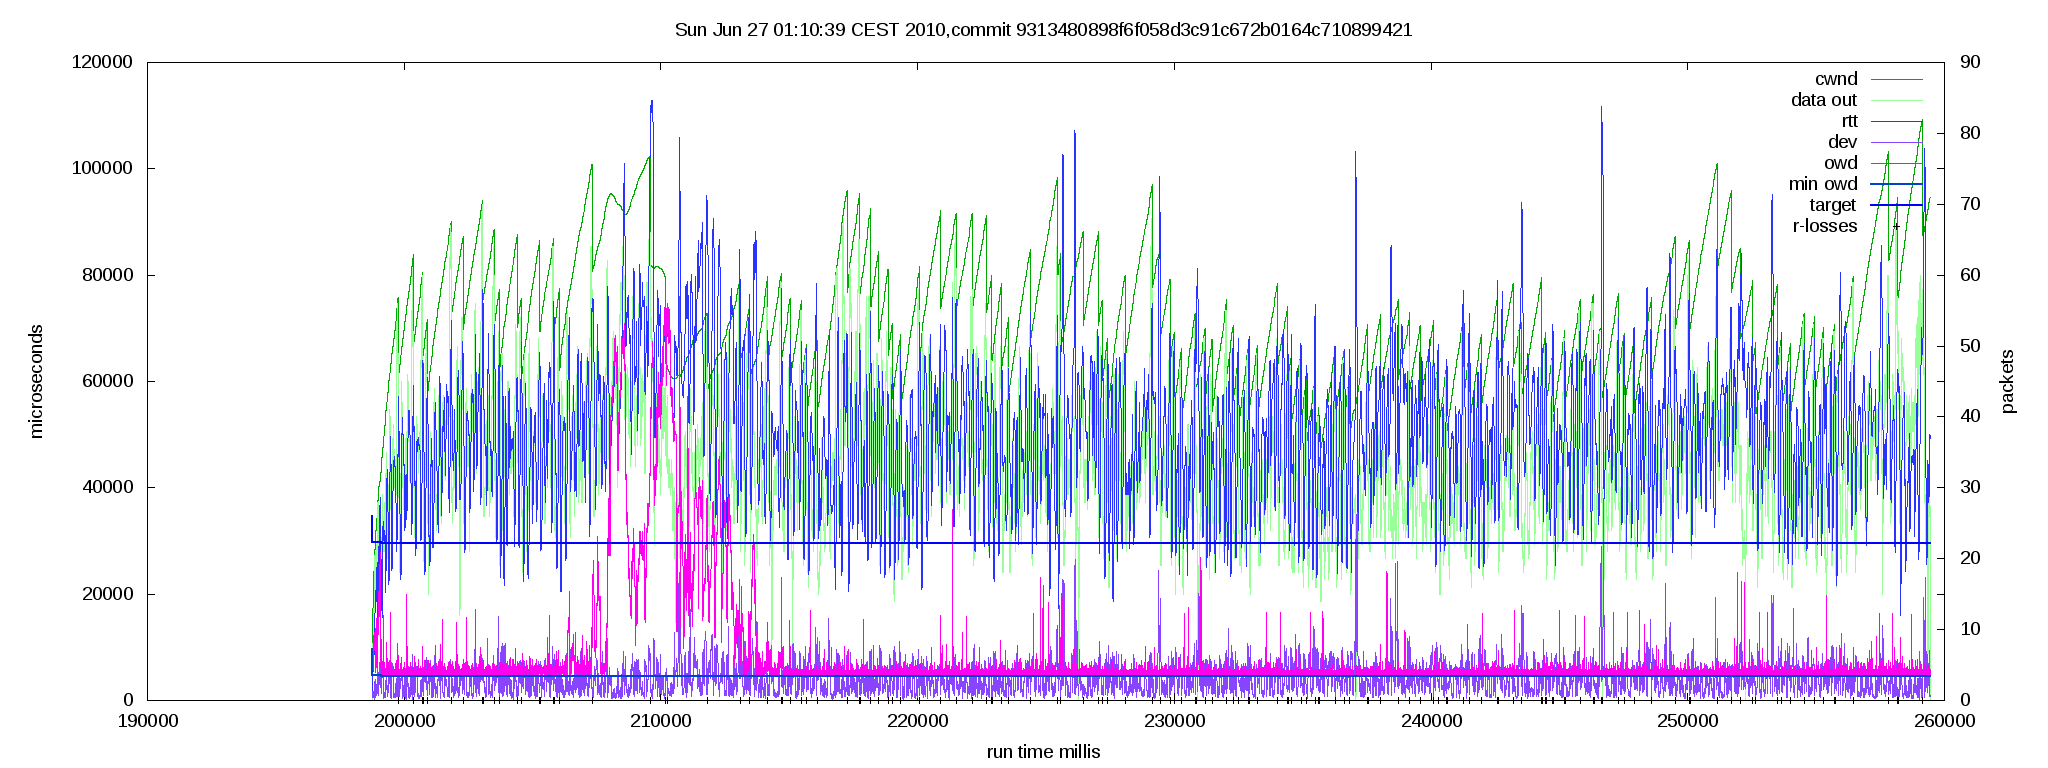 Sun Jun 27 01:10:39 CEST 2010,commit 9313480898f6f058d3c91c672b0164c710899421
120000
100000
80000
60000
40000
20000
0
microseconds
90
80
70
60
50
40
30
20
10
0
packets
cwnd
data out
rtt
dev
owd
min owd
target
r-losses
190000 200000 210000 220000 230000 240000 250000 260000
run time millis